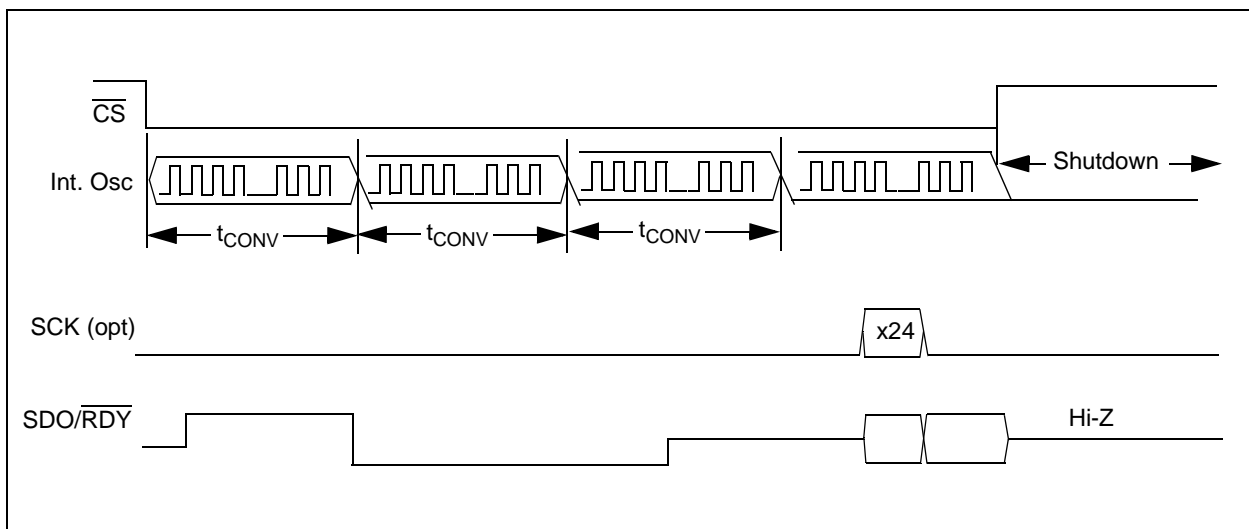 CS
Int. Osc
Shutdown
tCONV
tCONV
tCONV
SCK (opt)
x24
SDO/RDY
Hi-Z